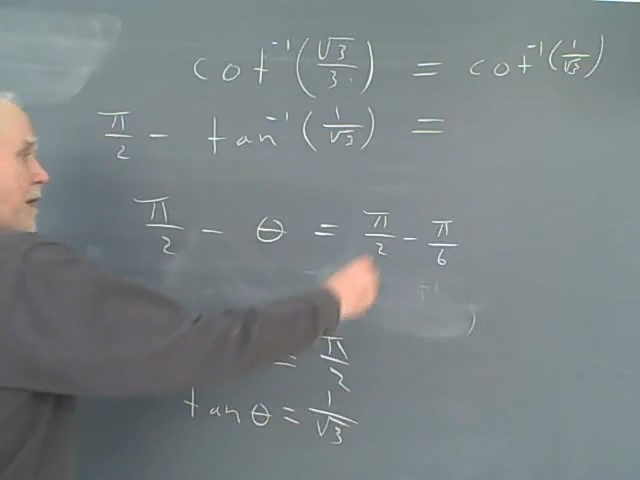 cot⁻¹(√3/3) = cot⁻¹(1/√3)
π/2 - tan⁻¹(1/√3) =
π/2 - θ = π/2 - π/6
= π/2
tanθ = 1/√3